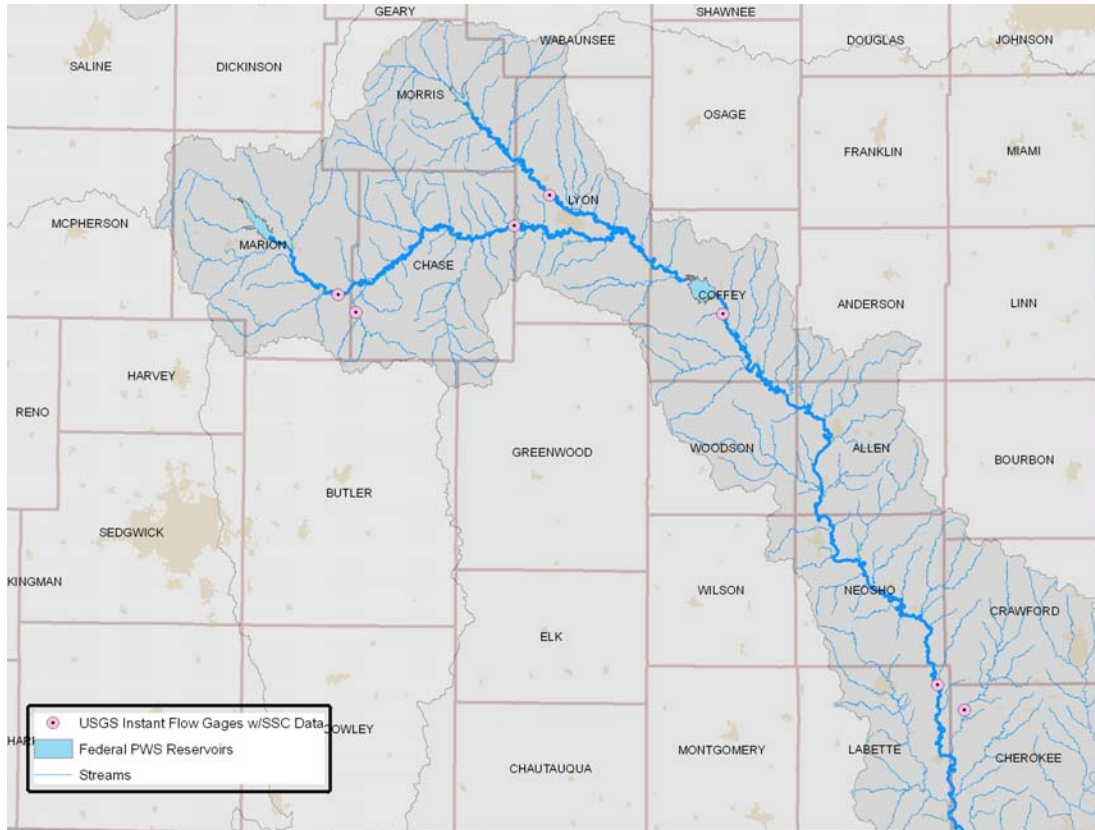 GEARY
SHAWNEE
WABAUNSEE
DOUGLAS
JOHNSON
SALINE
DICKINSON
MORRIS
OSAGE
FRANKLIN
MIAMI
LYON
MCPHERSON
MARION
CHASE
COFFEY
ANDERSON
LINN
HARVEY
RENO
GREENWOOD
WOODSON
ALLEN
BOURBON
BUTLER
SEDGWICK
KINGMAN
WILSON
NEOSHO
CRAWFORD
ELK
USGS Instant Flow Gages w/SSC Data
Federal PWS Reservoirs
Streams
HAR
OWLEY
MONTGOMERY
LABETTE
CHEROKEE
CHAUTAUQUA